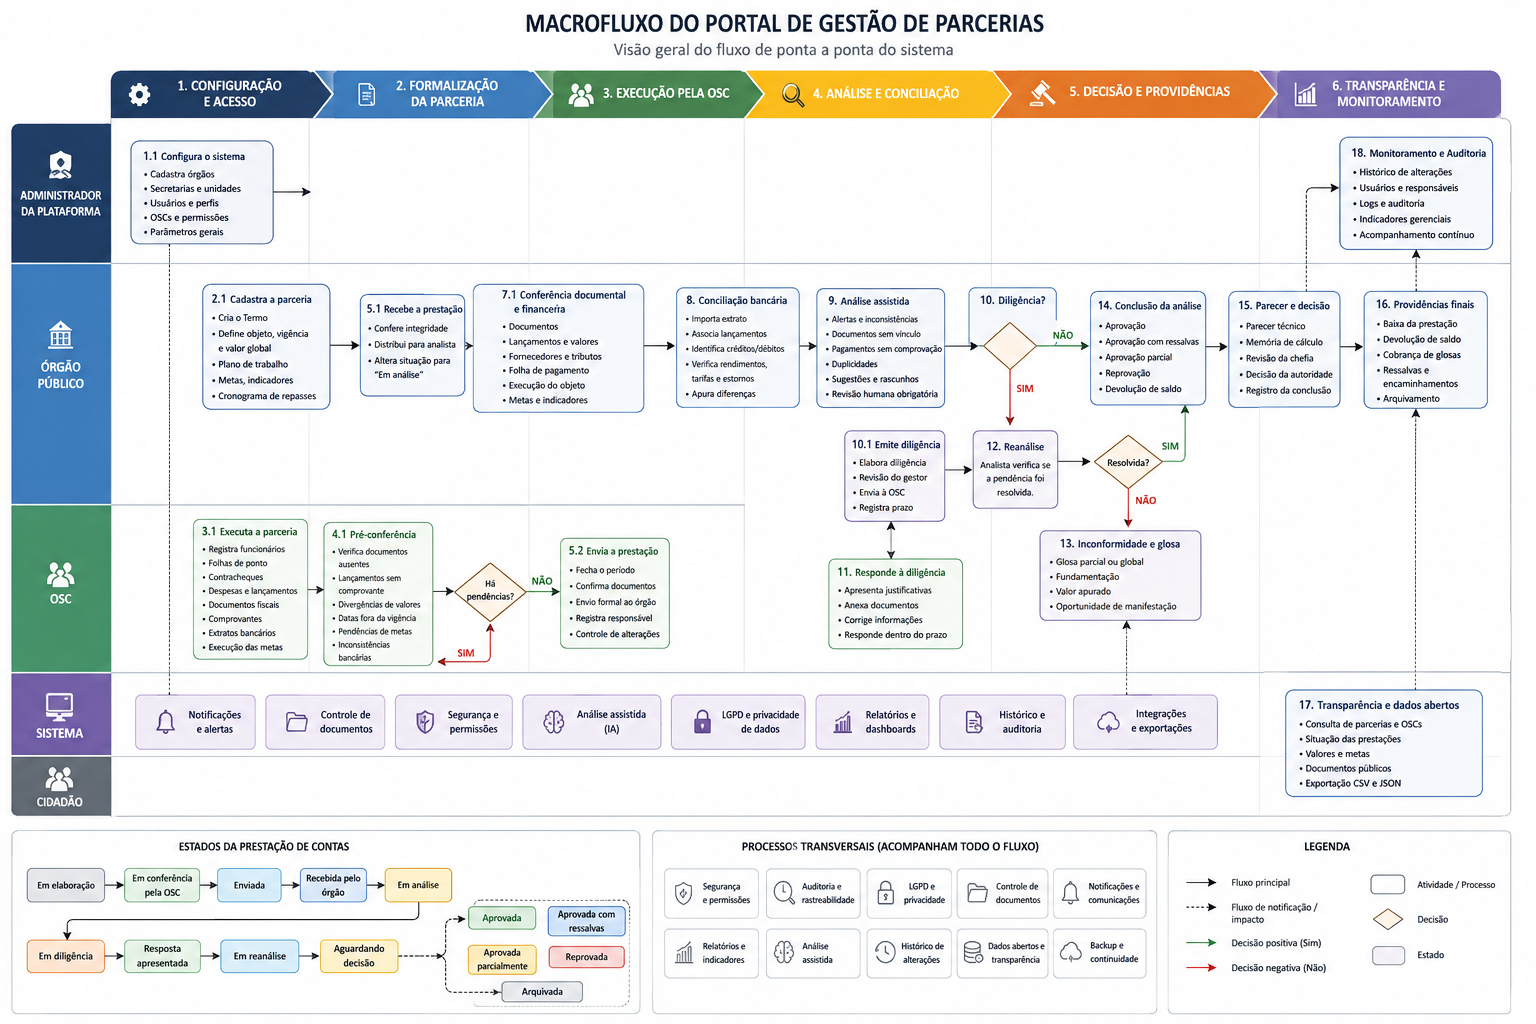 MACROFLUXO DO PORTAL DE GESTÃO DE PARCERIAS
Visão geral do fluxo de ponta a ponta do sistema
1. CONFIGURAÇÃO
E ACESSO
2. FORMALIZAÇÃO
DA PARCERIA
3. EXECUÇÃO PELA OSC
4. ANÁLISE E CONCILIAÇÃO
5. DECISÃO E PROVIDÊNCIAS
6. TRANSPARÊNCIA E
MONITORAMENTO
ADMINISTRADOR
DA PLATAFORMA
1.1 Configura o sistema
• Cadastra órgãos
• Secretarias e unidades
• Usuários e perfis
• OSCs e permissões
• Parâmetros gerais
18. Monitoramento e Auditoria
• Histórico de alterações
• Usuários e responsáveis
• Logs e auditoria
• Indicadores gerenciais
• Acompanhamento contínuo
ÓRGÃO
PÚBLICO
2.1 Cadastra a parceria
• Cria o Termo
• Define objeto, vigência
e valor global
• Plano de trabalho
• Metas, indicadores
• Cronograma de repasses
5.1 Recebe a prestação
• Confere integridade
• Distribui para analista
• Altera situação para
"Em análise"
7.1 Conferência documental
e financeira
• Documentos
• Lançamentos e valores
• Fornecedores e tributos
• Folha de pagamento
• Execução do objeto
• Metas e indicadores
8. Conciliação bancária
• Importa extrato
• Associa lançamentos
• Identifica créditos/débitos
• Verifica rendimentos,
tarifas e estornos
• Apura diferenças
9. Análise assistida
• Alertas e inconsistências
• Documentos sem vínculo
• Pagamentos sem comprovação
• Duplicidades
• Sugestões e rascunhos
• Revisão humana obrigatória
10. Diligência?
NÃO
SIM
14. Conclusão da análise
• Aprovação
• Aprovação com ressalvas
• Aprovação parcial
• Reprovação
• Devolução de saldo
15. Parecer e decisão
• Parecer técnico
• Memória de cálculo
• Revisão da chefia
• Decisão da autoridade
• Registro da conclusão
16. Providências finais
• Baixa da prestação
• Devolução de saldo
• Cobrança de glosas
• Ressalvas e
encaminhamentos
• Arquivamento
10.1 Emite diligência
• Elabora diligência
• Revisão do gestor
• Envia à OSC
• Registra prazo
12. Reanálise
Analista verifica se
a pendência foi
resolvida.
Resolvida?
SIM
NÃO
OSC
3.1 Executa a parceria
• Registra funcionários
• Folhas de ponto
• Contracheques
• Despesas e lançamentos
• Documentos fiscais
• Comprovantes
• Extratos bancários
• Execução das metas
4.1 Pré-conferência
• Verifica documentos
ausentes
• Lançamentos sem
comprovante
• Divergências de valores
• Datas fora da vigência
• Pendências de metas
• Inconsistências
bancárias
Há
pendências?
NÃO
SIM
5.2 Envia a prestação
• Fecha o período
• Confirma documentos
• Envio formal ao órgão
• Registra responsável
• Controle de alterações
11. Responde à diligência
• Apresenta justificativas
• Anexa documentos
• Corrige informações
• Responde dentro do prazo
13. Inconformidade e glosa
• Glosa parcial ou global
• Fundamentação
• Valor apurado
• Oportunidade de manifestação
SISTEMA
Notificações
e alertas
Controle de
documentos
Segurança e
permissões
Análise assistida
(IA)
LGPD e privacidade
de dados
Relatórios e
dashboards
Histórico e
auditoria
Integrações
e exportações
17. Transparência e dados abertos
• Consulta de parcerias e OSCs
• Situação das prestações
• Valores e metas
• Documentos públicos
• Exportação CSV e JSON
CIDADÃO
ESTADOS DA PRESTAÇÃO DE CONTAS
Em elaboração
Em conferência
pela OSC
Enviada
Recebida pelo
órgão
Em análise
Em diligência
Resposta
apresentada
Em reanálise
Aguardando
decisão
Aprovada
Aprovada com
ressalvas
Aprovada
parcialmente
Reprovada
Arquivada
PROCESSOS TRANSVERSAIS (ACOMPANHAM TODO O FLUXO)
Segurança
e permissões
Auditoria e
rastreabilidade
LGPD e
privacidade
Controle de
documentos
Notificações e
comunicações
Relatórios e
indicadores
Análise
assistida
Histórico de
alterações
Dados abertos e
transparência
Backup e
continuidade
LEGENDA
Fluxo principal
Fluxo de notificação /
impacto
Decisão positiva (Sim)
Decisão negativa (Não)
Atividade / Processo
Decisão
Estado